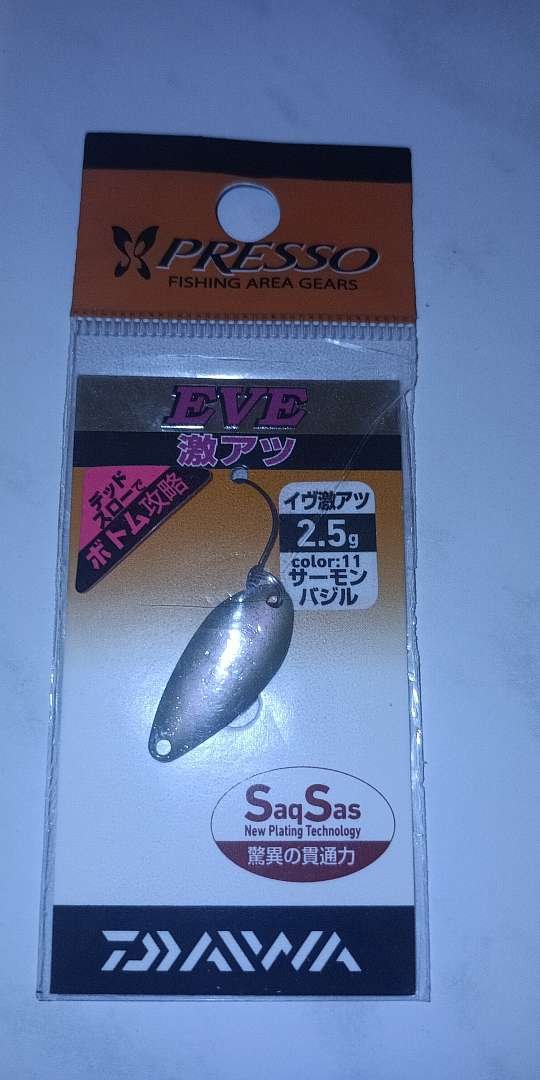 PRESSO
FISHING AREA GEARS
EVE
激アツ
デッド
スローで
ボトム攻略
イヴ激アツ
2.5g
color:11
サーモン
バジル
SaqSas
New Plating Technology
驚異の貫通力
DAIWA